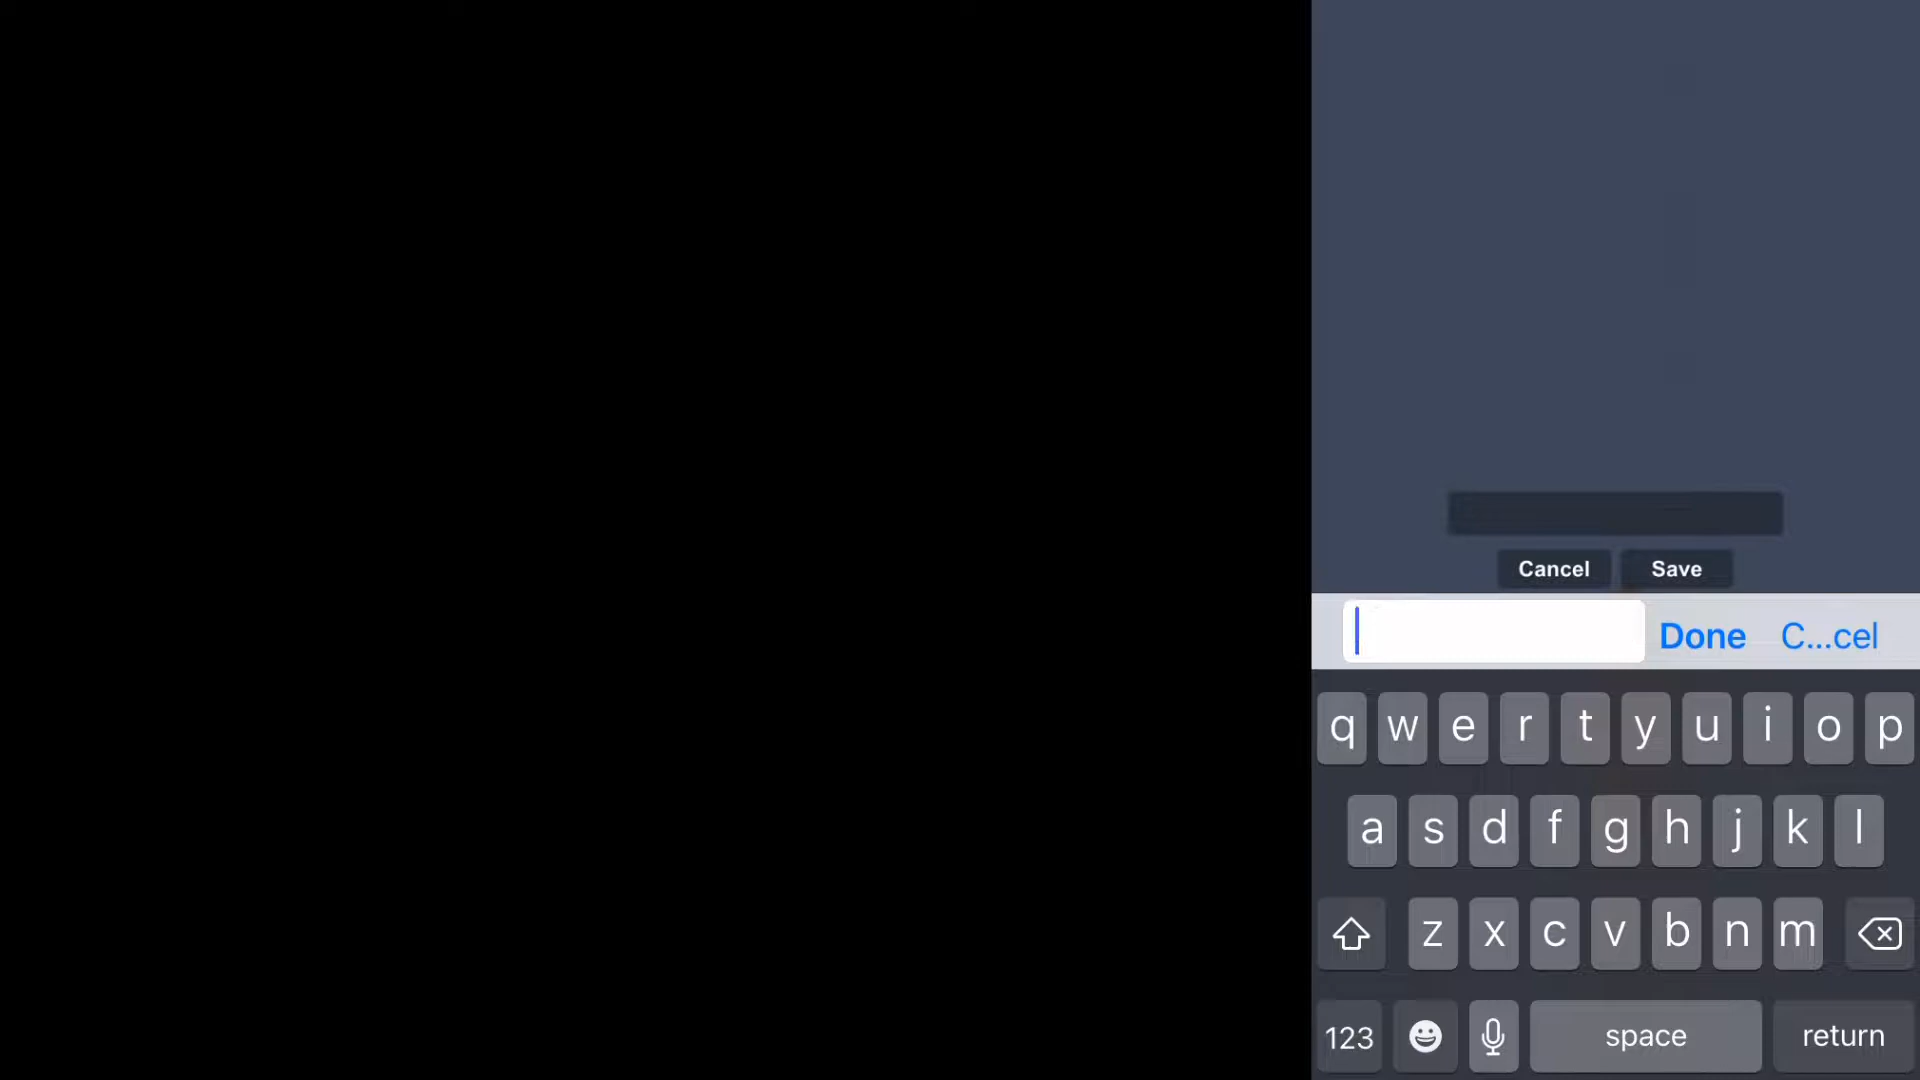 Cancel Save
Done C...cel
q w e r t y u i o p
a s d f g h j k l
z x c v b n m
123 space return